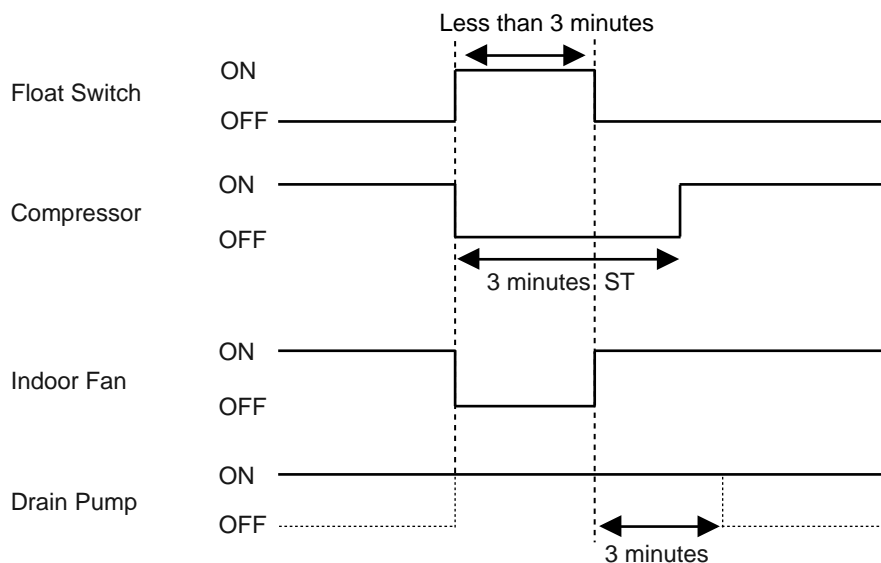 Less than 3 minutes
Float Switch
ON
OFF
Compressor
ON
OFF
3 minutes ST
Indoor Fan
ON
OFF
Drain Pump
ON
OFF
3 minutes